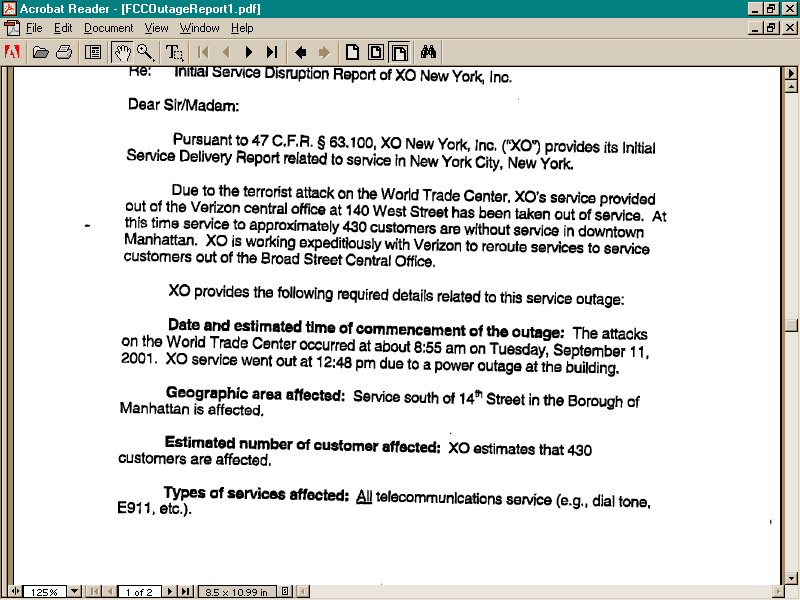 Acrobat Reader - [FCCOutageReport1.pdf]
File Edit Document View Window Help
Re: Initial Service Disruption Report of XO New York, Inc.
Dear Sir/Madam:
Pursuant to 47 C.F.R. § 63.100, XO New York, Inc. ("XO") provides its Initial
Service Delivery Report related to service in New York City, New York.
Due to the terrorist attack on the World Trade Center, XO's service provided
out of the Verizon central office at 140 West Street has been taken out of service. At
this time service to approximately 430 customers are without service in downtown
Manhattan. XO is working expeditiously with Verizon to reroute services to service
customers out of the Broad Street Central Office.
XO provides the following required details related to this service outage:
Date and estimated time of commencement of the outage: The attacks
on the World Trade Center occurred at about 8:55 am on Tuesday, September 11,
2001. XO service went out at 12:48 pm due to a power outage at the building.
Geographic area affected: Service south of 14th Street in the Borough of
Manhattan is affected.
Estimated number of customer affected: XO estimates that 430
customers are affected.
Types of services affected: All telecommunications service (e.g., dial tone,
E911, etc.).
125% 1 of 2 8.5 x 10.99 in